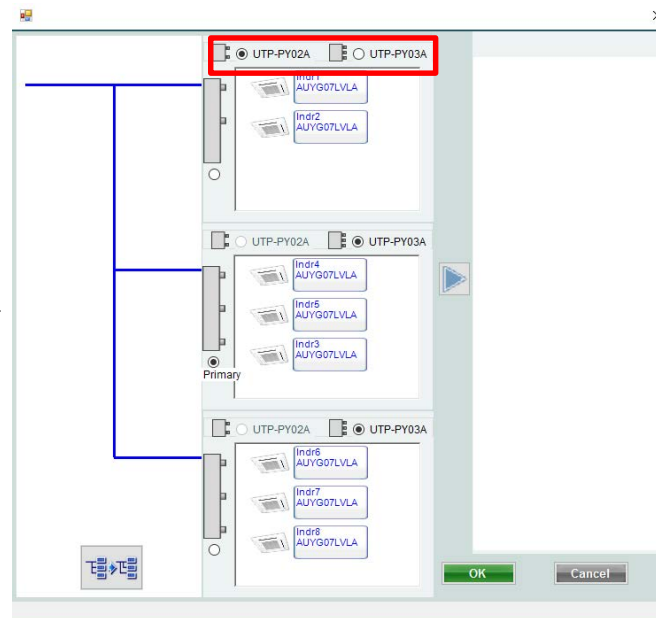 UTP-PY02A UTP-PY03A
Indr1
AUYG07LVLA
Indr2
AUYG07LVLA
UTP-PY02A UTP-PY03A
Indr4
AUYG07LVLA
Indr5
AUYG07LVLA
Indr3
AUYG07LVLA
Primary
UTP-PY02A UTP-PY03A
Indr6
AUYG07LVLA
Indr7
AUYG07LVLA
Indr8
AUYG07LVLA
OK Cancel